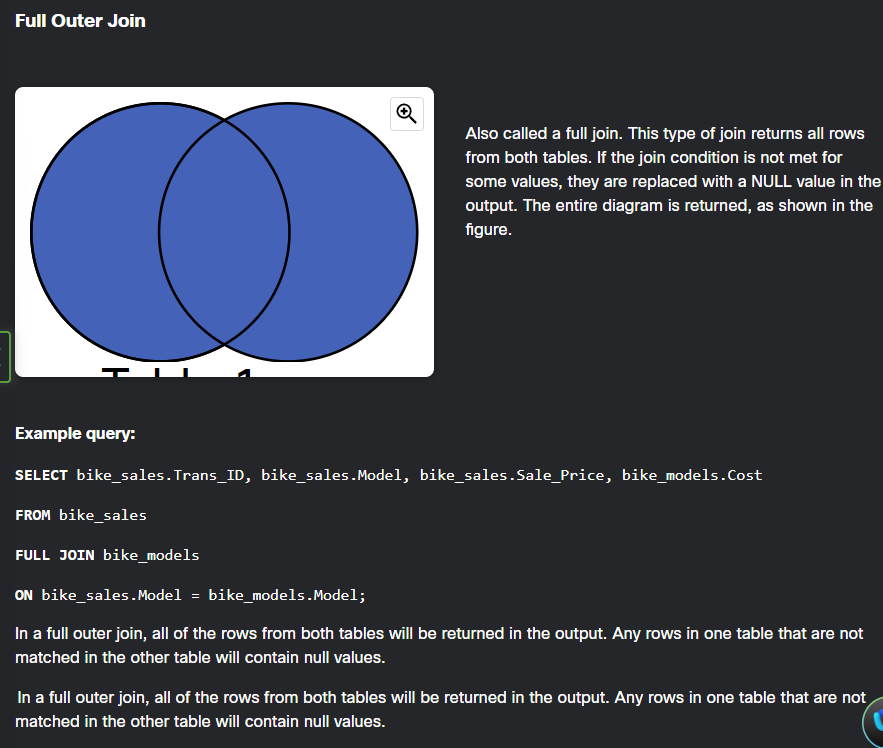 Full Outer Join
Also called a full join. This type of join returns all rows
from both tables. If the join condition is not met for
some values, they are replaced with a NULL value in the
output. The entire diagram is returned, as shown in the
figure.
Example query:
SELECT bike_sales.Trans_ID, bike_sales.Model, bike_sales.Sale_Price, bike_models.Cost
FROM bike_sales
FULL JOIN bike_models
ON bike_sales.Model = bike_models.Model;
In a full outer join, all of the rows from both tables will be returned in the output. Any rows in one table that are not
matched in the other table will contain null values.
In a full outer join, all of the rows from both tables will be returned in the output. Any rows in one table that are not
matched in the other table will contain null values.